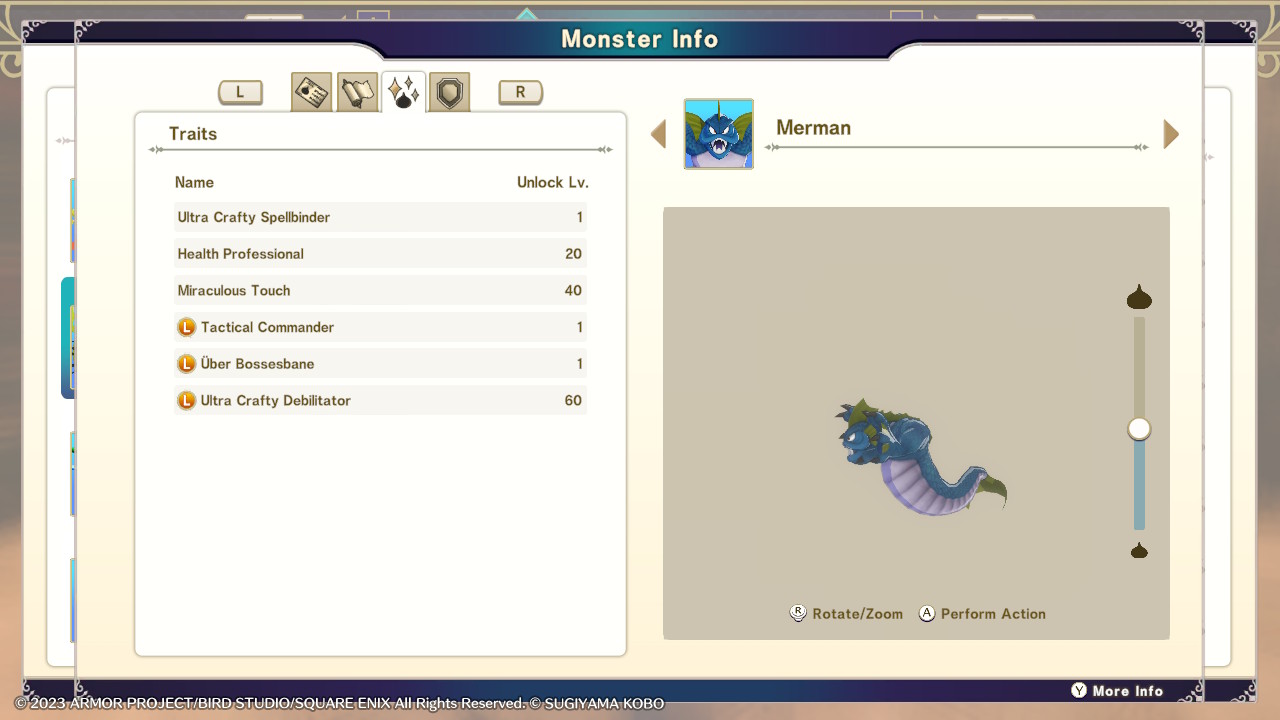 Monster Info
L
R
Traits
Name Unlock Lv.
Ultra Crafty Spellbinder 1
Health Professional 20
Miraculous Touch 40
L Tactical Commander 1
L Über Bossesbane 1
L Ultra Crafty Debilitator 60
Merman
R Rotate/Zoom A Perform Action
Y More Info
© 2023 ARMOR PROJECT/BIRD STUDIO/SQUARE ENIX All Rights Reserved. © SUGIYAMA KOBO